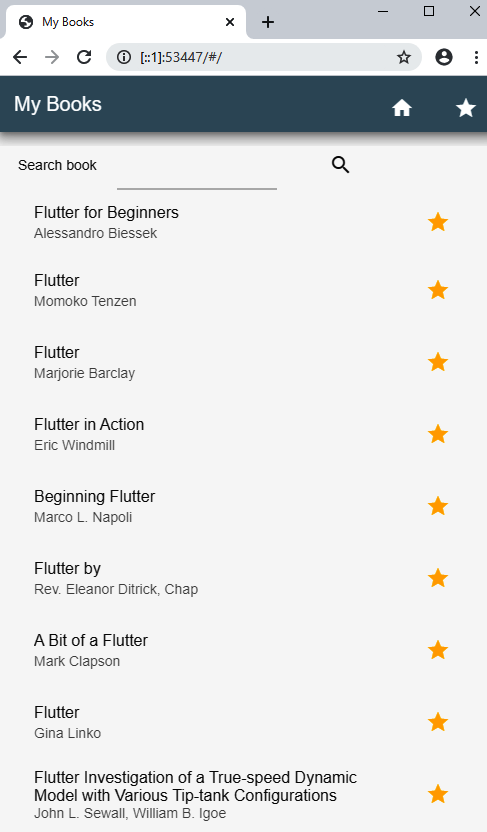 My Books
[::1]:53447/#/
My Books
Search book
Flutter for Beginners
Alessandro Biessek
Flutter
Momoko Tenzen
Flutter
Marjorie Barclay
Flutter in Action
Eric Windmill
Beginning Flutter
Marco L. Napoli
Flutter by
Rev. Eleanor Ditrick, Chap
A Bit of a Flutter
Mark Clapson
Flutter
Gina Linko
Flutter Investigation of a True-speed Dynamic
Model with Various Tip-tank Configurations
John L. Sewall, William B. Igoe